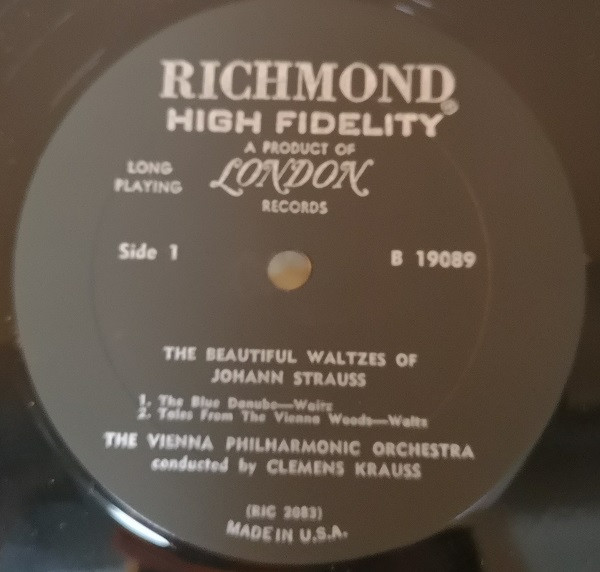 RICHMOND®
HIGH FIDELITY
A PRODUCT OF
LONG
PLAYING
LONDON
RECORDS
Side 1
B 19089
THE BEAUTIFUL WALTZES OF
JOHANN STRAUSS
1. The Blue Danube—Waltz
2. Tales From The Vienna Woods—Waltz
THE VIENNA PHILHARMONIC ORCHESTRA
conducted by CLEMENS KRAUSS
(RIC 2083)
MADE IN U.S.A.